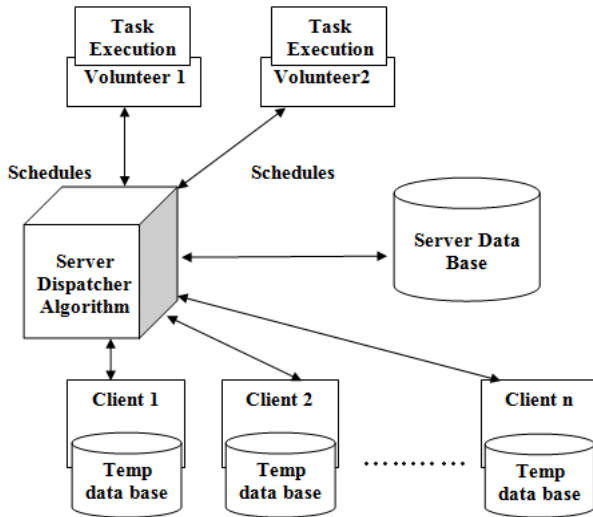 Task
Execution
Volunteer 1
Task
Execution
Volunteer2
Schedules
Schedules
Server
Dispatcher
Algorithm
Server Data
Base
Client 1
Temp
data base
Client 2
Temp
data base
Client n
Temp
data base